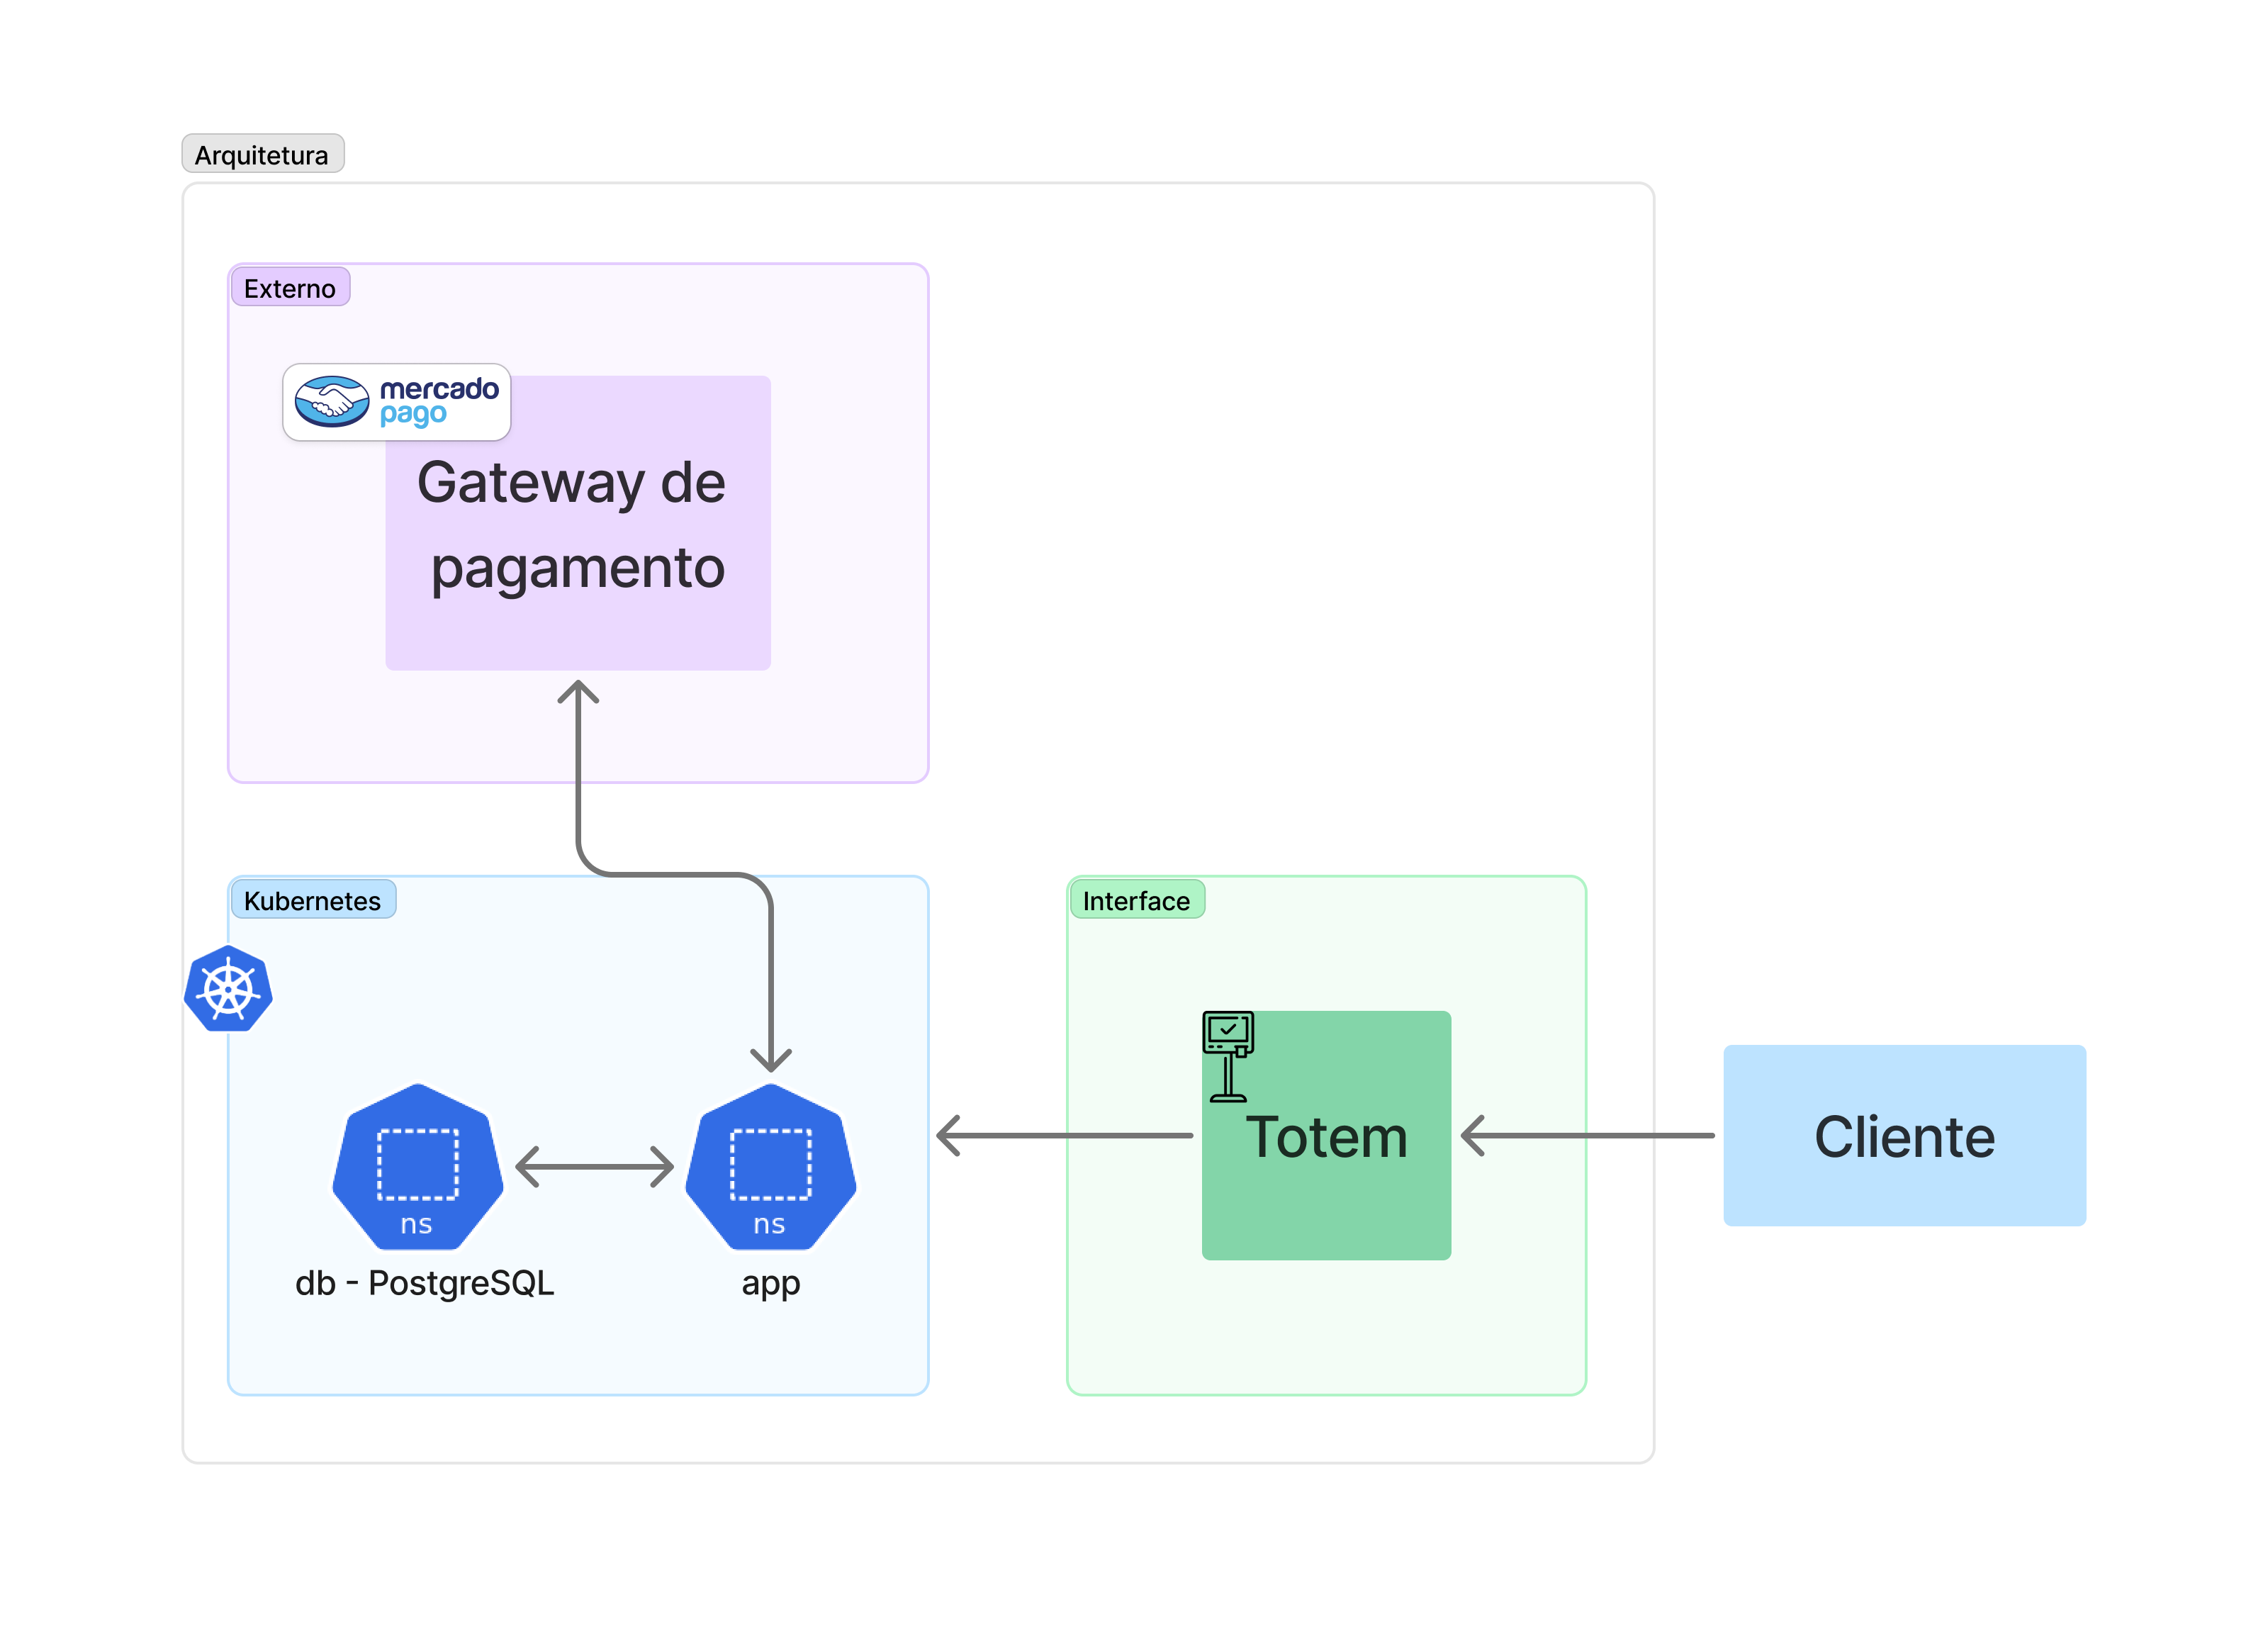 Arquitetura
Externo
mercado
pago
Gateway de
pagamento
Kubernetes
Interface
ns
ns
db - PostgreSQL
app
Totem
Cliente